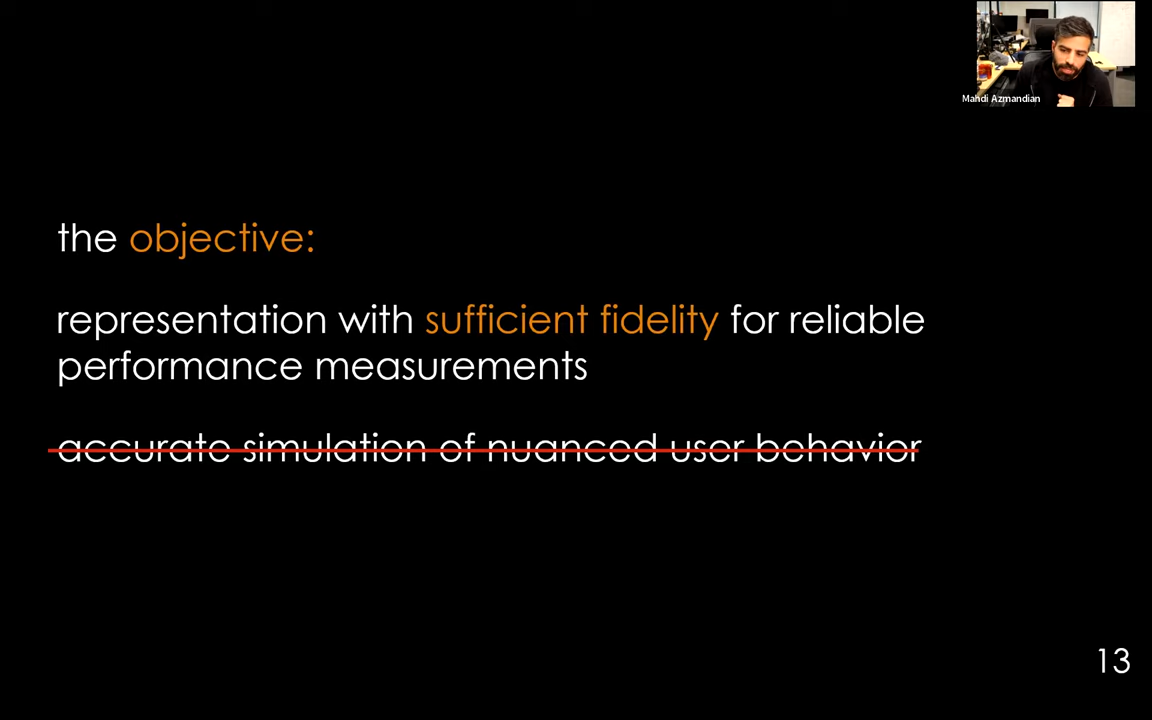 Mahdi Azmandian
the objective:
representation with sufficient fidelity for reliable
performance measurements
accurate simulation of nuanced user behavior
13